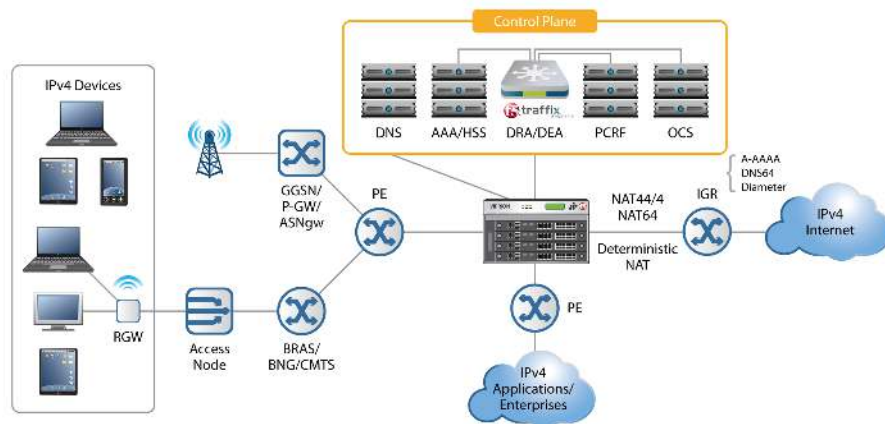 Control Plane
IPv4 Devices
traffix
DNS
AAA/HSS
DRA/DEA
PCRF
OCS
GGSN/
P-GW/
ASNgw
PE
A-AAAA
DNS64
Diameter
NAT44/4
NAT64
IGR
IPv4
Internet
Deterministic
NAT
RGW
Access
Node
BRAS/
BNG/CMTS
PE
IPv4
Applications/
Enterprises